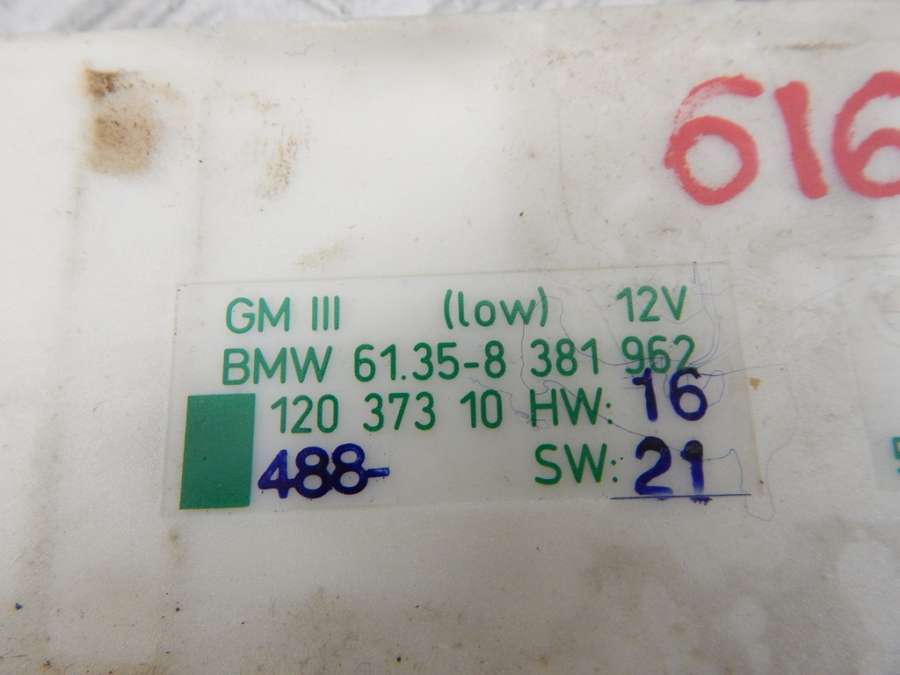 616
GM III (low) 12V
BMW 61.35-8 381 962
120 373 10 HW: 16
488- SW: 21